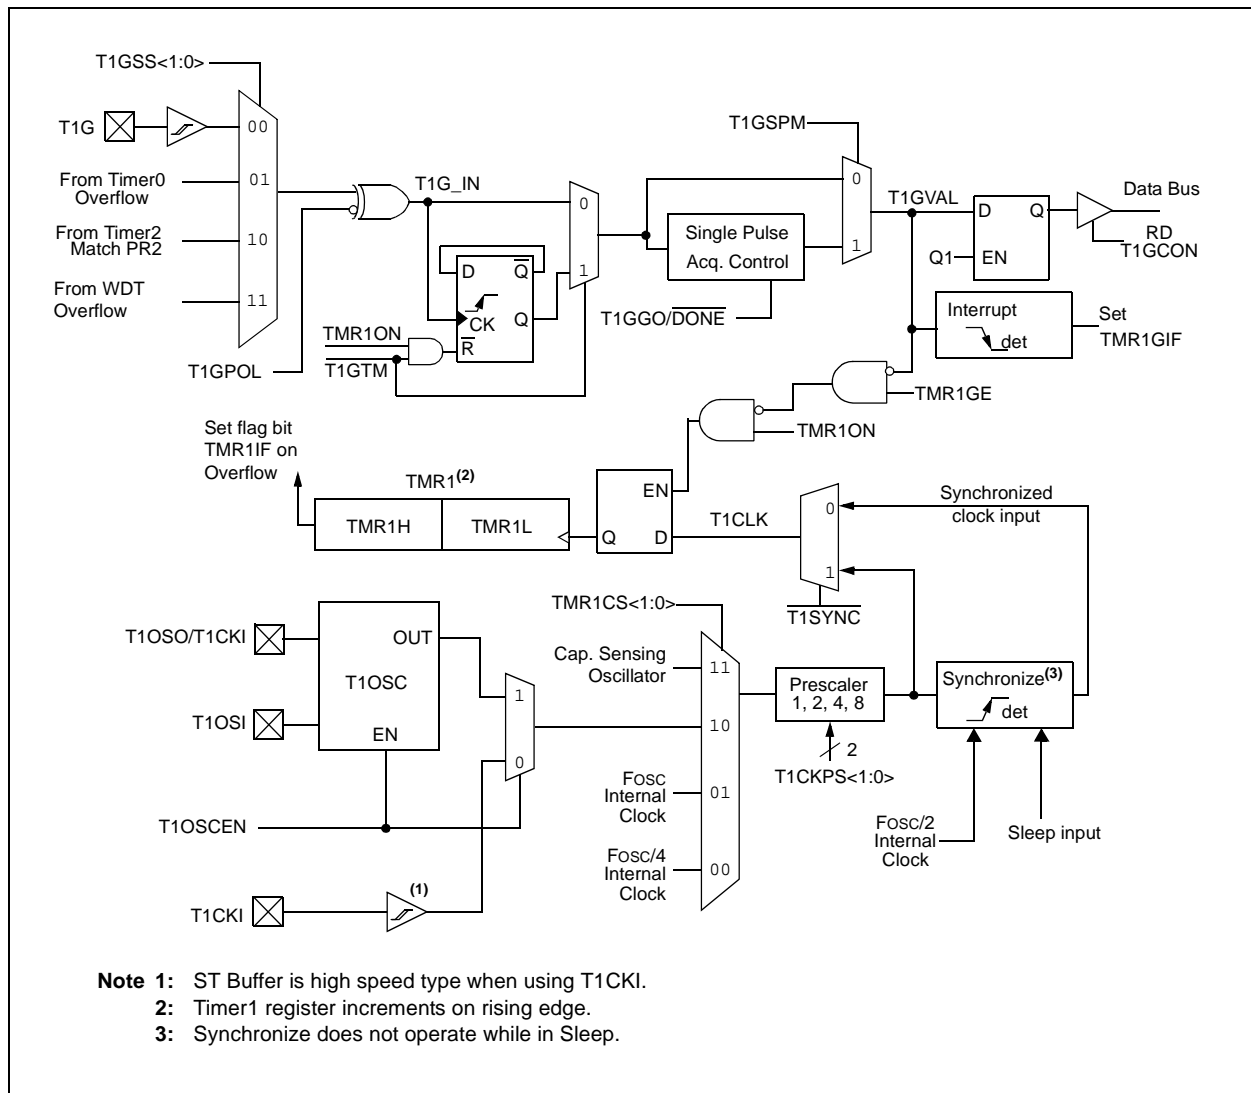 T1GSS<1:0>
T1G
00
From Timer0
Overflow
01
From Timer2
Match PR2
10
From WDT
Overflow
11
T1GPOL
T1G_IN
0
1
D
Q
CK
Q
R
TMR1ON
T1GTM
T1GSPM
Single Pulse
Acq. Control
T1GGO/DONE
0
1
T1GVAL
D
Q
Q1
EN
Data Bus
RD
T1GCON
Interrupt
det
Set
TMR1GIF
TMR1GE
TMR1ON
Set flag bit
TMR1IF on
Overflow
TMR1(2)
TMR1H
TMR1L
EN
Q
D
T1CLK
0
1
T1SYNC
Synchronized
clock input
T1OSO/T1CKI
T1OSI
OUT
T1OSC
EN
1
0
T1OSCEN
T1CKI
(1)
TMR1CS<1:0>
Cap. Sensing
Oscillator
11
10
FOSC
Internal
Clock
01
FOSC/4
Internal
Clock
00
Prescaler
1, 2, 4, 8
2
T1CKPS<1:0>
Synchronize(3)
det
FOSC/2
Internal
Clock
Sleep input
Note 1: ST Buffer is high speed type when using T1CKI.
2: Timer1 register increments on rising edge.
3: Synchronize does not operate while in Sleep.